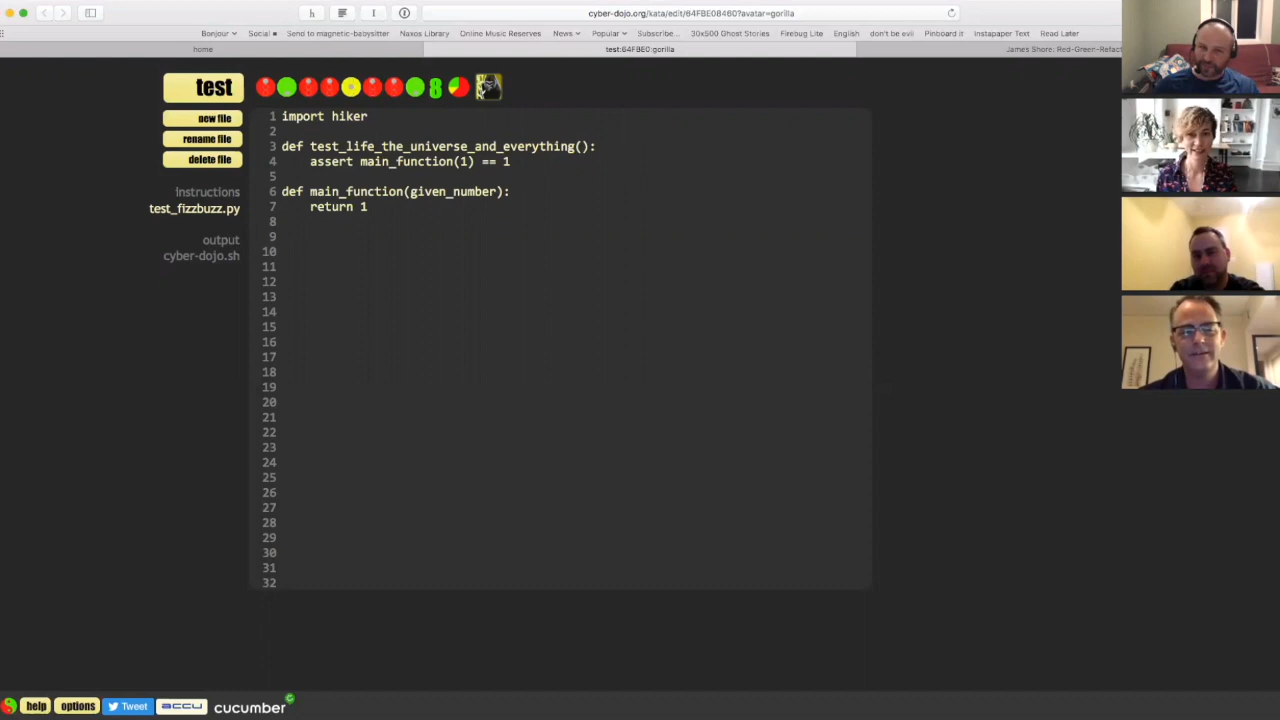 cyber-dojo.org/kata/edit/64FBE08460?avatar=gorilla
Bonjour Social Send to magnetic-babysitter Naxos Library Online Music Reserves News Popular Subscribe... 30x500 Ghost Stories Firebug Lite English don't be evil Pinboard it Instapaper Text Read Later
home test:64FBE0:gorilla James Shore: Red-Green-Refact
test 8
new file
rename file
delete file
instructions
test_fizzbuzz.py
output
cyber-dojo.sh
1 import hiker
2
3 def test_life_the_universe_and_everything():
4 assert main_function(1) == 1
5
6 def main_function(given_number):
7 return 1
8
9
10
11
12
13
14
15
16
17
18
19
20
21
22
23
24
25
26
27
28
29
30
31
32
help options Tweet accu cucumber